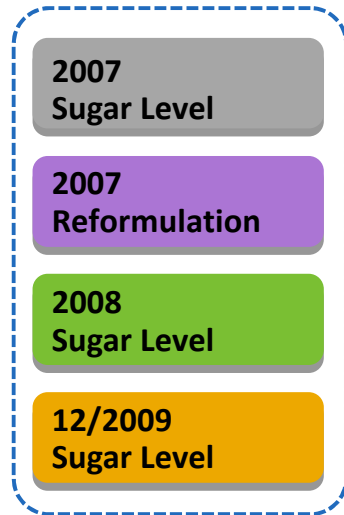 2007
Sugar Level
2007
Reformulation
2008
Sugar Level
12/2009
Sugar Level